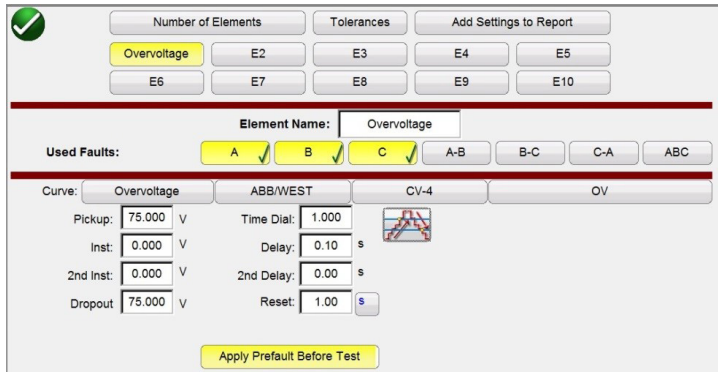 Number of Elements Tolerances Add Settings to Report
Overvoltage E2 E3 E4 E5
E6 E7 E8 E9 E10
Element Name: Overvoltage
Used Faults: A B C A-B B-C C-A ABC
Curve: Overvoltage ABB/WEST CV-4 OV
Pickup: 75.000 V Time Dial: 1.000
Inst: 0.000 V Delay: 0.10 s
2nd Inst: 0.000 V 2nd Delay: 0.00 s
Dropout 75.000 V Reset: 1.00 s
Apply Prefault Before Test